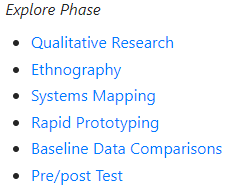 Explore Phase
• Qualitative Research
• Ethnography
• Systems Mapping
• Rapid Prototyping
• Baseline Data Comparisons
• Pre/post Test